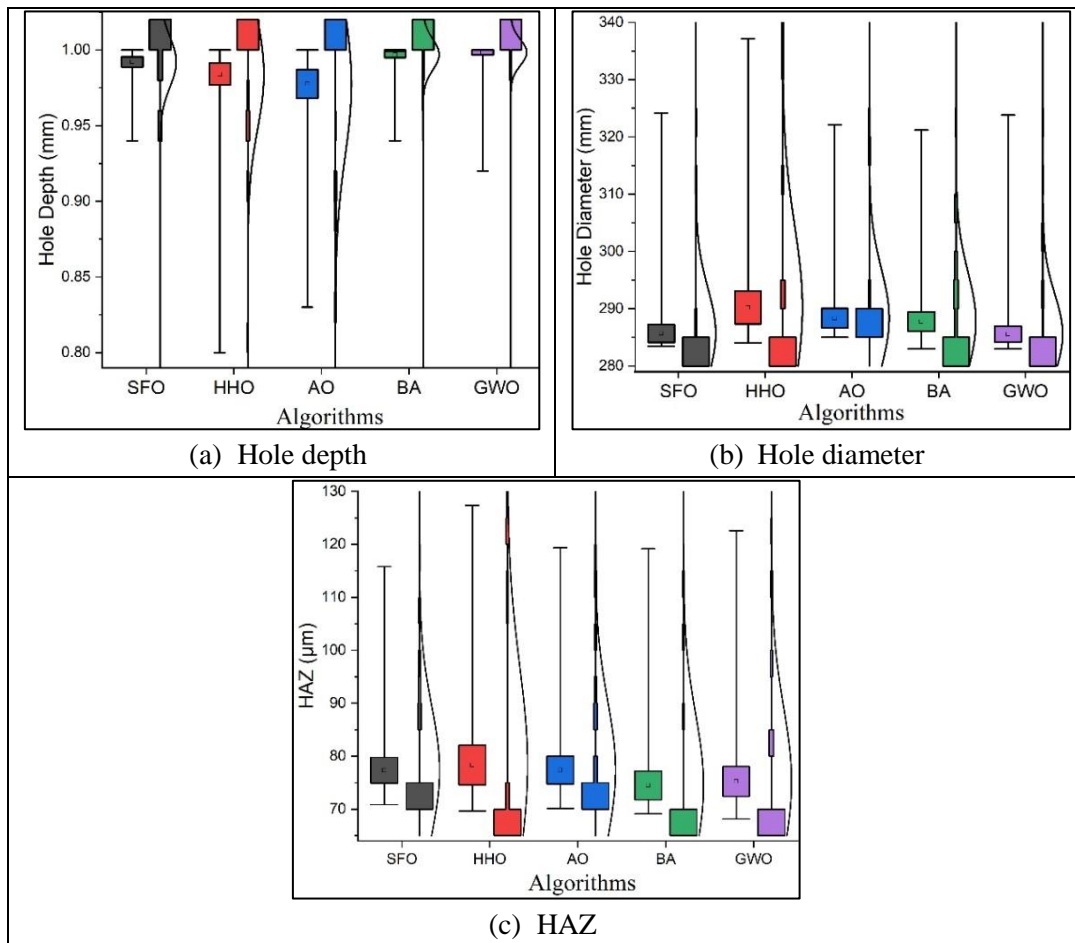 1.00
0.95
0.90
0.85
0.80
Hole Depth (mm)
SFO HHO AO BA GWO
Algorithms
(a) Hole depth
340
330
320
310
300
290
280
Hole Diameter (mm)
SFO HHO AO BA GWO
Algorithms
(b) Hole diameter
130
120
110
100
90
80
70
HAZ (μm)
SFO HHO AO BA GWO
Algorithms
(c) HAZ